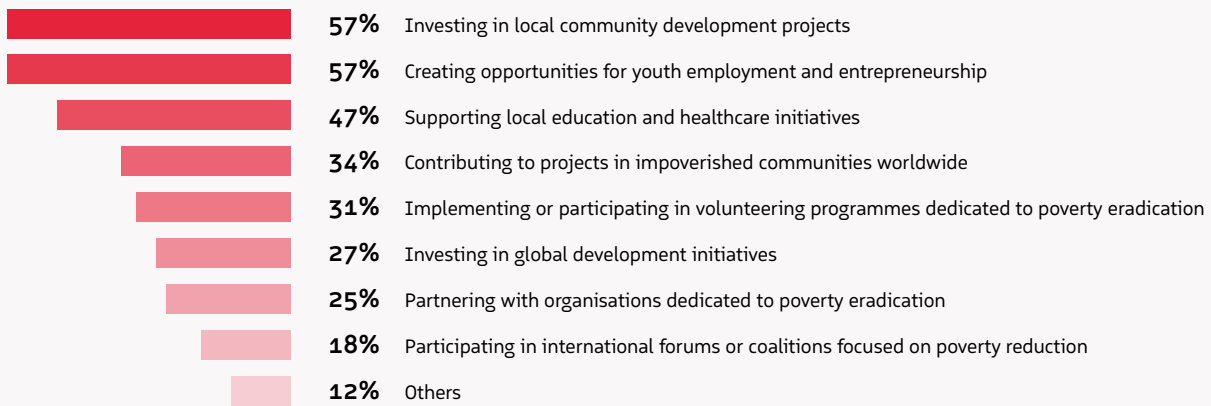 57% Investing in local community development projects
57% Creating opportunities for youth employment and entrepreneurship
47% Supporting local education and healthcare initiatives
34% Contributing to projects in impoverished communities worldwide
31% Implementing or participating in volunteering programmes dedicated to poverty eradication
27% Investing in global development initiatives
25% Partnering with organisations dedicated to poverty eradication
18% Participating in international forums or coalitions focused on poverty reduction
12% Others